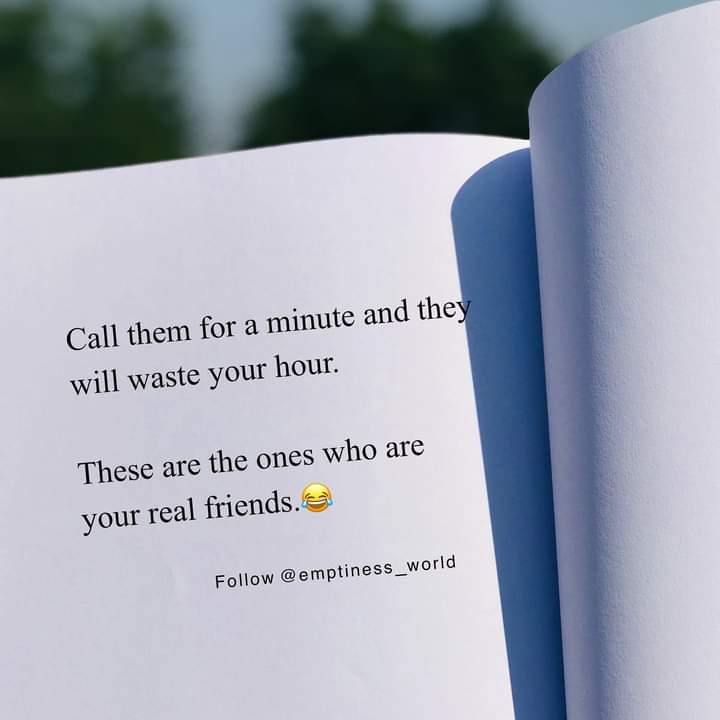 Call them for a minute and they
will waste your hour.
These are the ones who are
your real friends.😂
Follow @emptiness_world